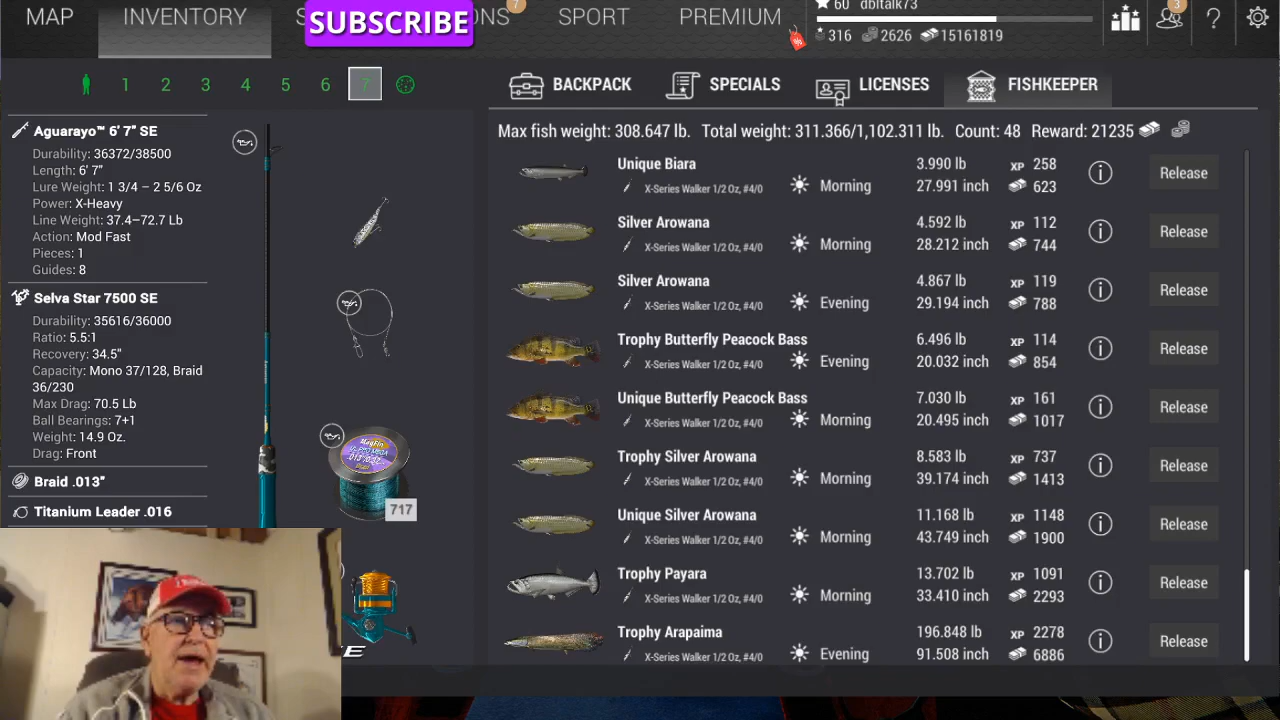 MAP
INVENTORY
SUBSCRIBE
7
SPORT
PREMIUM
60 dbltalk73
316 2626 15161819
3
?
1 2 3 4 5 6 7
BACKPACK
SPECIALS
LICENSES
FISHKEEPER
Max fish weight: 308.647 lb. Total weight: 311.366/1,102.311 lb. Count: 48 Reward: 21235
Aguarayo™ 6' 7" SE
Durability: 36372/38500
Length: 6' 7"
Lure Weight: 1 3/4 – 2 5/6 Oz
Power: X-Heavy
Line Weight: 37.4–72.7 Lb
Action: Mod Fast
Pieces: 1
Guides: 8
Selva Star 7500 SE
Durability: 35616/36000
Ratio: 5.5:1
Recovery: 34.5"
Capacity: Mono 37/128, Braid
36/230
Max Drag: 70.5 Lb
Ball Bearings: 7+1
Weight: 14.9 Oz.
Drag: Front
Braid .013"
Titanium Leader .016
717
Unique Biara 3.990 lb XP 258
X-Series Walker 1/2 Oz, #4/0 Morning 27.991 inch 623
Release
Silver Arowana 4.592 lb XP 112
X-Series Walker 1/2 Oz, #4/0 Morning 28.212 inch 744
Release
Silver Arowana 4.867 lb XP 119
X-Series Walker 1/2 Oz, #4/0 Evening 29.194 inch 788
Release
Trophy Butterfly Peacock Bass 6.496 lb XP 114
X-Series Walker 1/2 Oz, #4/0 Evening 20.032 inch 854
Release
Unique Butterfly Peacock Bass 7.030 lb XP 161
X-Series Walker 1/2 Oz, #4/0 Morning 20.495 inch 1017
Release
Trophy Silver Arowana 8.583 lb XP 737
X-Series Walker 1/2 Oz, #4/0 Morning 39.174 inch 1413
Release
Unique Silver Arowana 11.168 lb XP 1148
X-Series Walker 1/2 Oz, #4/0 Morning 43.749 inch 1900
Release
Trophy Payara 13.702 lb XP 1091
X-Series Walker 1/2 Oz, #4/0 Morning 33.410 inch 2293
Release
Trophy Arapaima 196.848 lb XP 2278
X-Series Walker 1/2 Oz, #4/0 Evening 91.508 inch 6886
Release